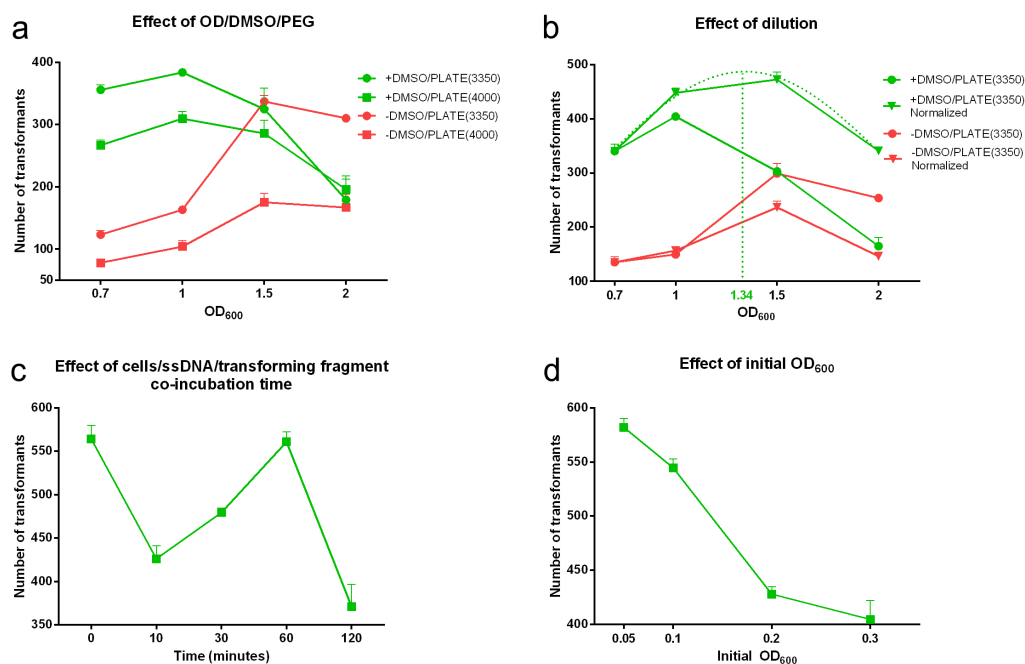 a
Effect of OD/DMSO/PEG
Number of transformants
400
300
200
100
50
0.7
1
1.5
2
OD600
+DMSO/PLATE(3350)
+DMSO/PLATE(4000)
-DMSO/PLATE(3350)
-DMSO/PLATE(4000)
b
Effect of dilution
Number of transformants
500
400
300
200
100
0.7
1
1.34
1.5
2
OD600
+DMSO/PLATE(3350)
+DMSO/PLATE(3350)
Normalized
-DMSO/PLATE(3350)
-DMSO/PLATE(3350)
Normalized
c
Effect of cells/ssDNA/transforming fragment
co-incubation time
Number of transformants
600
550
500
450
400
350
0
10
30
60
120
Time (minutes)
d
Effect of initial OD600
Number of transformants
600
550
500
450
400
0.05
0.1
0.2
0.3
Initial OD600